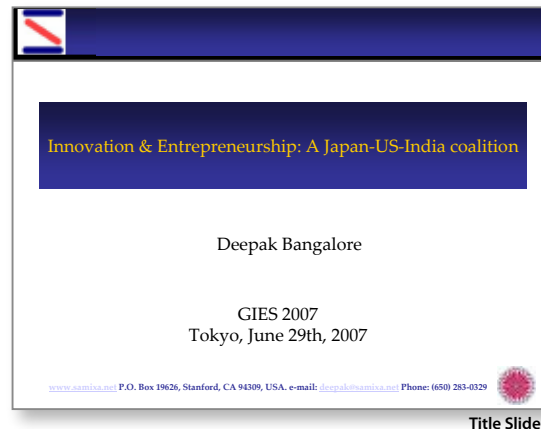 Innovation & Entrepreneurship: A Japan-US-India coalition
Deepak Bangalore
GIES 2007
Tokyo, June 29th, 2007
www.samixa.net P.O. Box 19626, Stanford, CA 94309, USA. e-mail: deepak@samixa.net Phone: (650) 283-0329
Title Slide